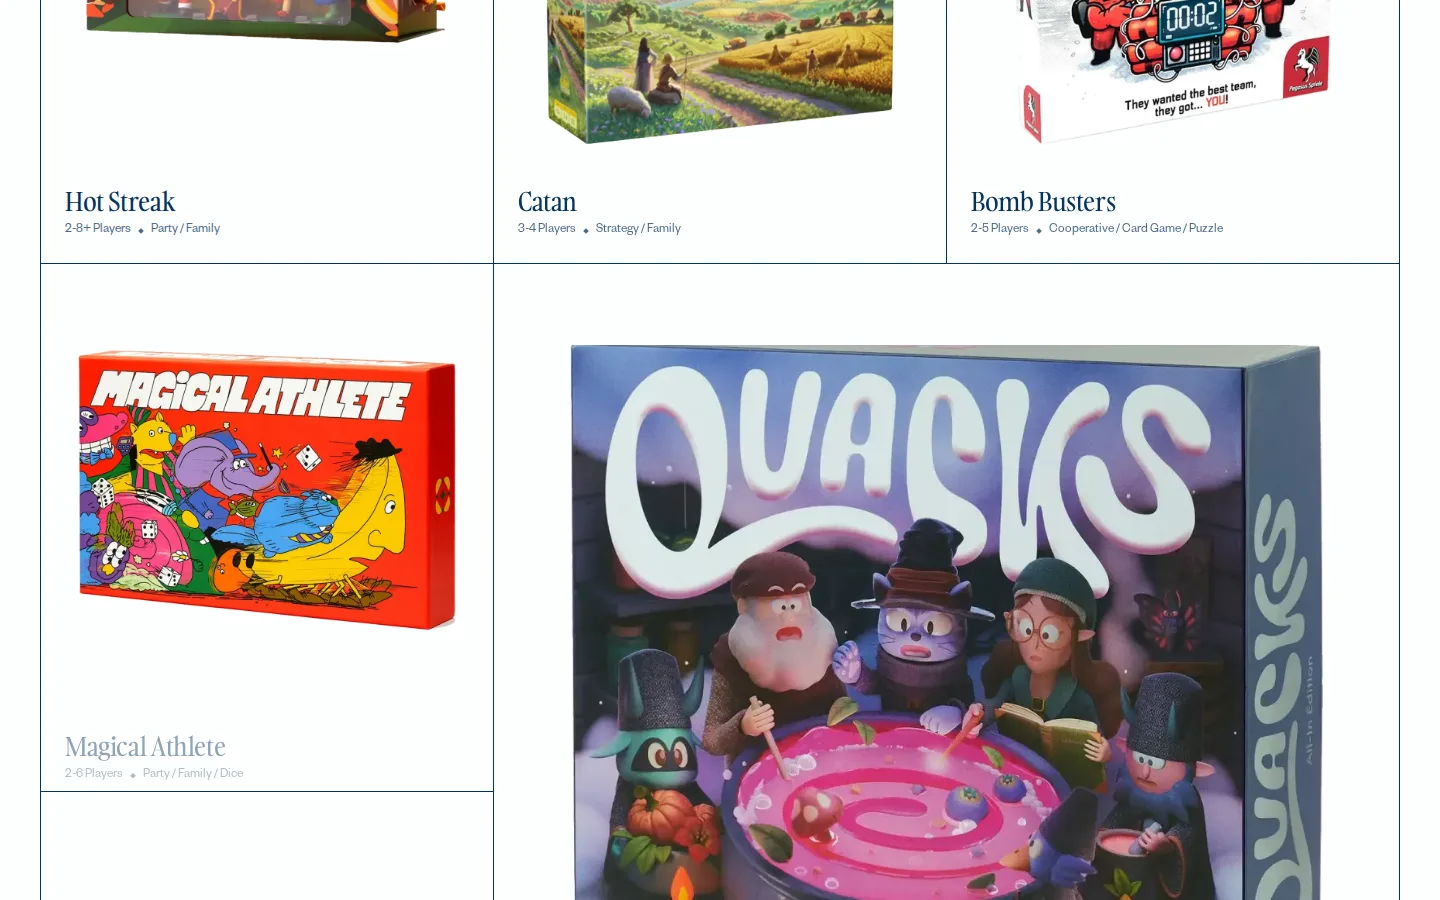 00:02
They wanted the best team,
they got... YOU!
Pegasus Spiele
Hot Streak
2-8+ Players ◆ Party / Family
Catan
3-4 Players ◆ Strategy / Family
Bomb Busters
2-5 Players ◆ Cooperative / Card Game / Puzzle
MAGICAL ATHLETE
Magical Athlete
2-6 Players ◆ Party / Family / Dice
QUACKS
QUACKS
All-In Edition